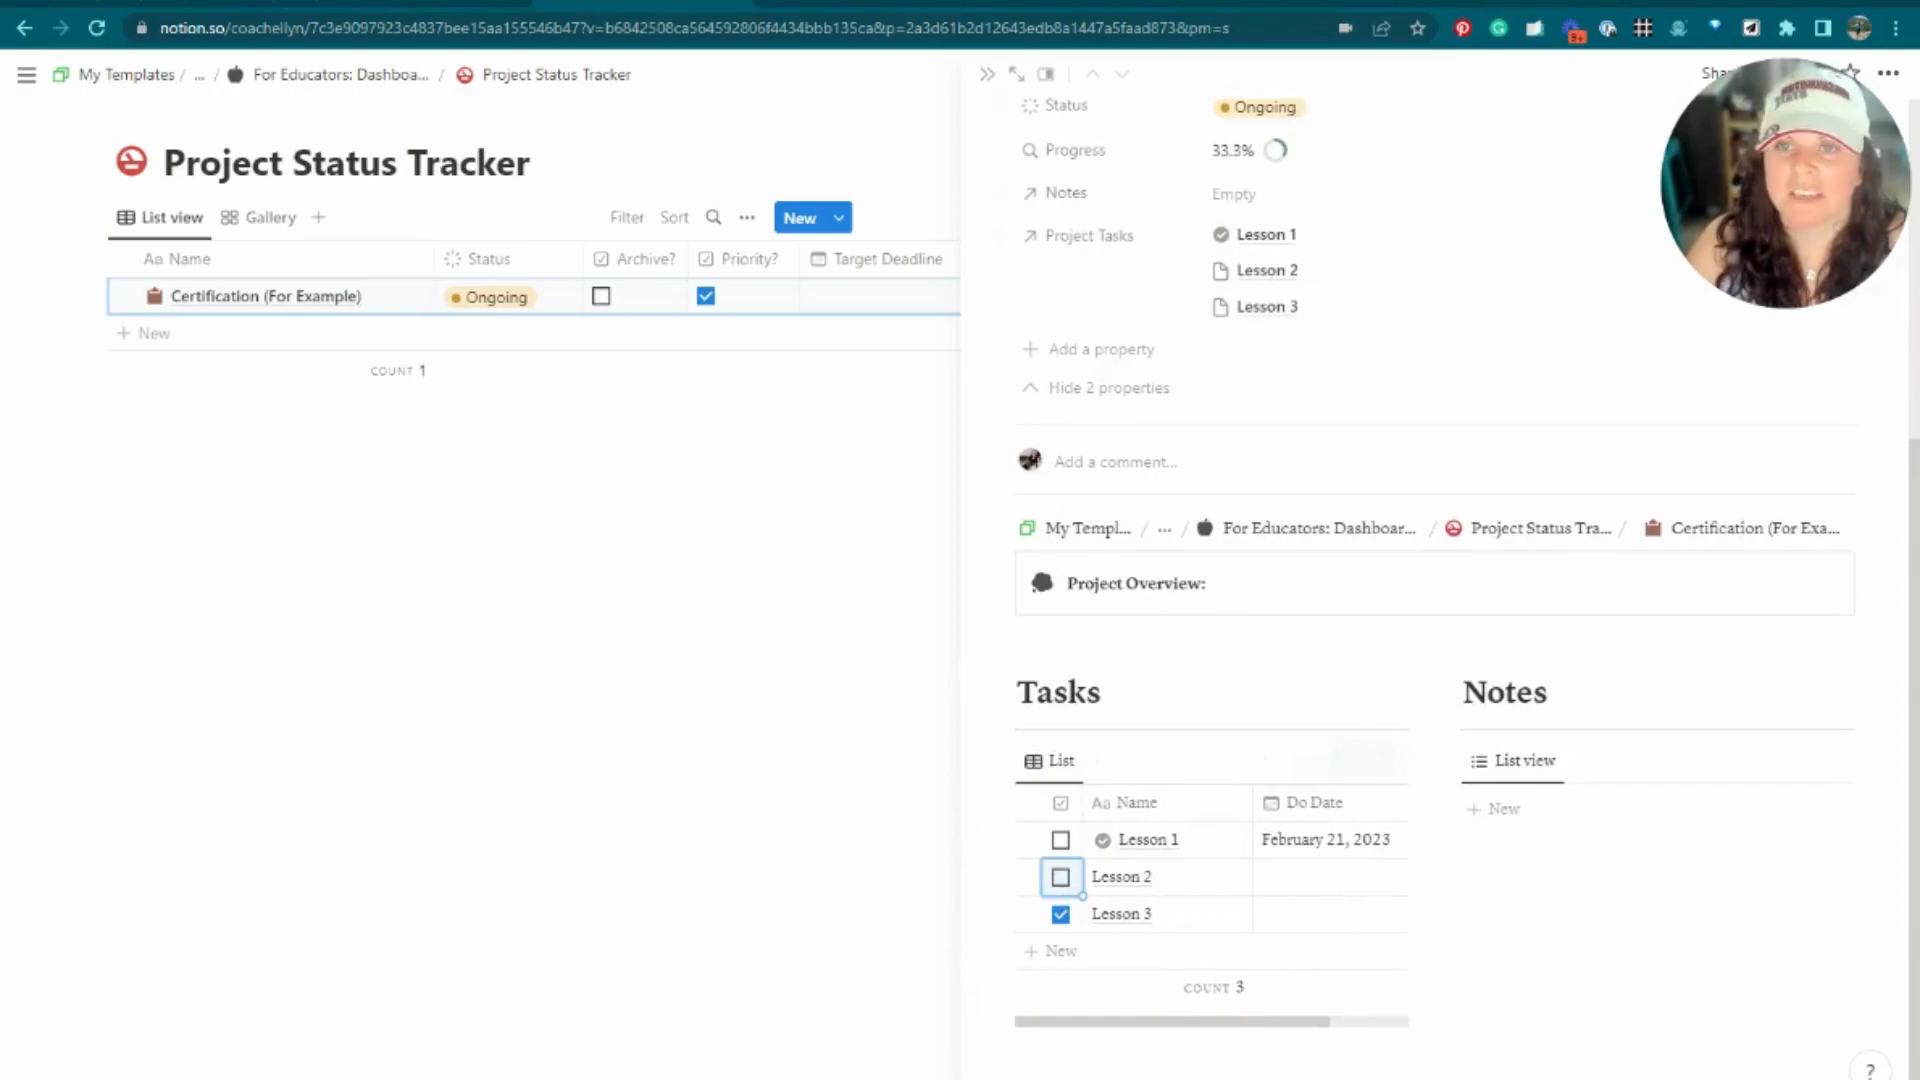 notion.so/coachellyn/7c3e9097923c4837bee15aa155546b47?v=b6842508ca564592806f4434bbb135ca&p=2a3d61b2d12643edb8a1447a5faad873&pm=s
9+
My Templates / ... / For Educators: Dashboa... / Project Status Tracker
Project Status Tracker
List view Gallery +
Filter Sort ... New
Aa Name Status Archive? Priority? Target Deadline
Certification (For Example) Ongoing
+ New
COUNT 1
Status Ongoing
Progress 33.3%
Notes Empty
Project Tasks Lesson 1
Lesson 2
Lesson 3
+ Add a property
Hide 2 properties
Add a comment...
My Templ... / ... / For Educators: Dashboar... / Project Status Tra... / Certification (For Exa...
Project Overview:
Tasks
List
Aa Name Do Date
Lesson 1 February 21, 2023
Lesson 2
Lesson 3
+ New
COUNT 3
Notes
List view
+ New
?